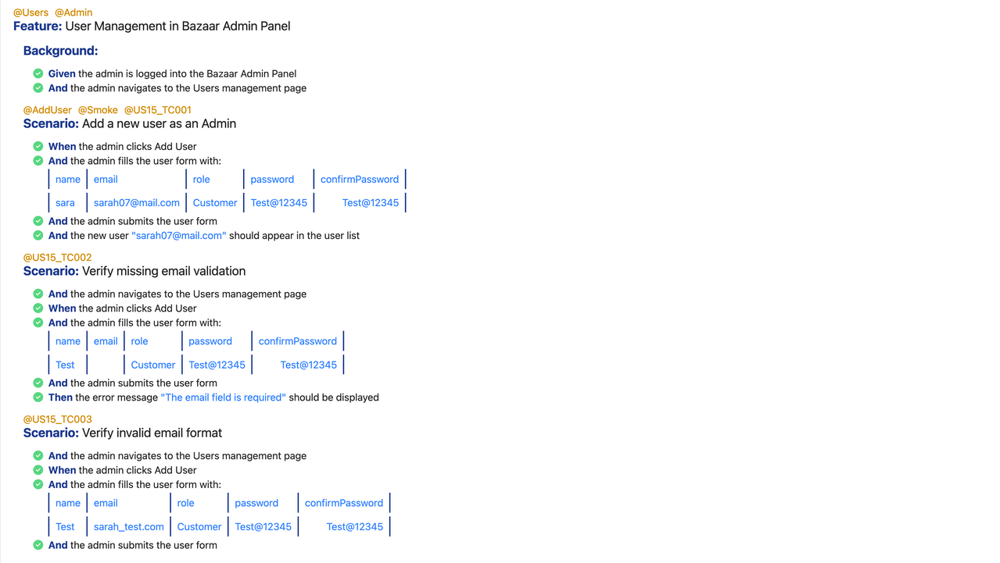 @Users @Admin
Feature: User Management in Bazaar Admin Panel
Background:
Given the admin is logged into the Bazaar Admin Panel
And the admin navigates to the Users management page
@AddUser @Smoke @US15_TC001
Scenario: Add a new user as an Admin
When the admin clicks Add User
And the admin fills the user form with:
name email role password confirmPassword
sara sarah07@mail.com Customer Test@12345 Test@12345
And the admin submits the user form
And the new user "sarah07@mail.com" should appear in the user list
@US15_TC002
Scenario: Verify missing email validation
And the admin navigates to the Users management page
When the admin clicks Add User
And the admin fills the user form with:
name email role password confirmPassword
Test Customer Test@12345 Test@12345
And the admin submits the user form
Then the error message "The email field is required" should be displayed
@US15_TC003
Scenario: Verify invalid email format
And the admin navigates to the Users management page
When the admin clicks Add User
And the admin fills the user form with:
name email role password confirmPassword
Test sarah_test.com Customer Test@12345 Test@12345
And the admin submits the user form